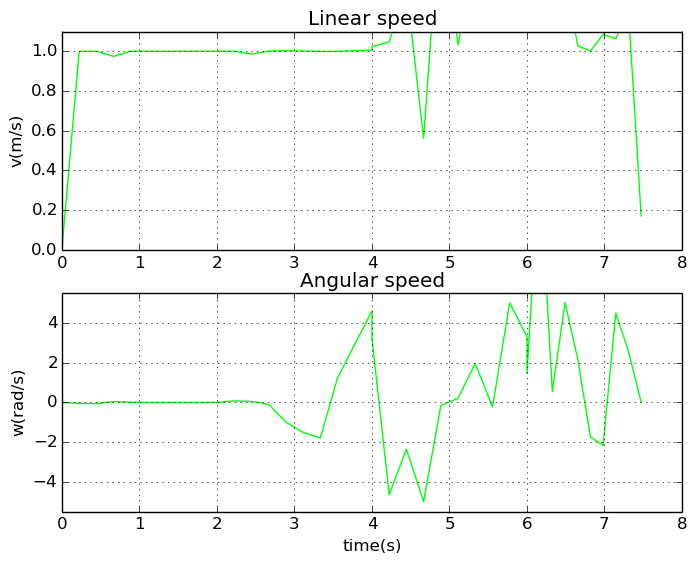 Linear speed
v(m/s)
1.0
0.8
0.6
0.4
0.2
0.0
0 1 2 3 4 5 6 7 8
Angular speed
w(rad/s)
4
2
0
−2
−4
0 1 2 3 4 5 6 7 8
time(s)